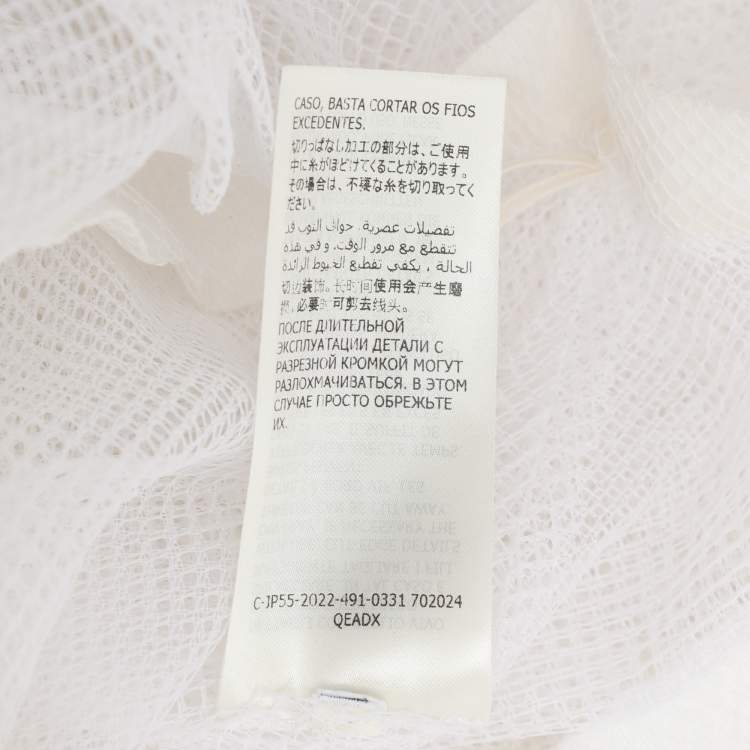 CASO, BASTA CORTAR OS FIOS
EXCEDENTES.
切りっぱなし加工の部分は、ご使用
中に糸がほどけてくることがあります。
その場合は、不要な糸を切り取ってく
ださい。
تفصيلات عصرية. حواف الثوب قد
تتقطع مع مرور الوقت. و في هذه
الحالة ، يكفي تقطيع الخيوط الزائدة
切边装饰。长时间使用会产生磨
损,必要时可剪去线头。
ПОСЛЕ ДЛИТЕЛЬНОЙ
ЭКСПЛУАТАЦИИ ДЕТАЛИ С
РАЗРЕЗНОЙ КРОМКОЙ МОГУТ
РАЗЛОХМАЧИВАТЬСЯ. В ЭТОМ
СЛУЧАЕ ПРОСТО ОБРЕЖЬТЕ
ИХ.
C-JP55-2022-491-0331 702024
QEADX